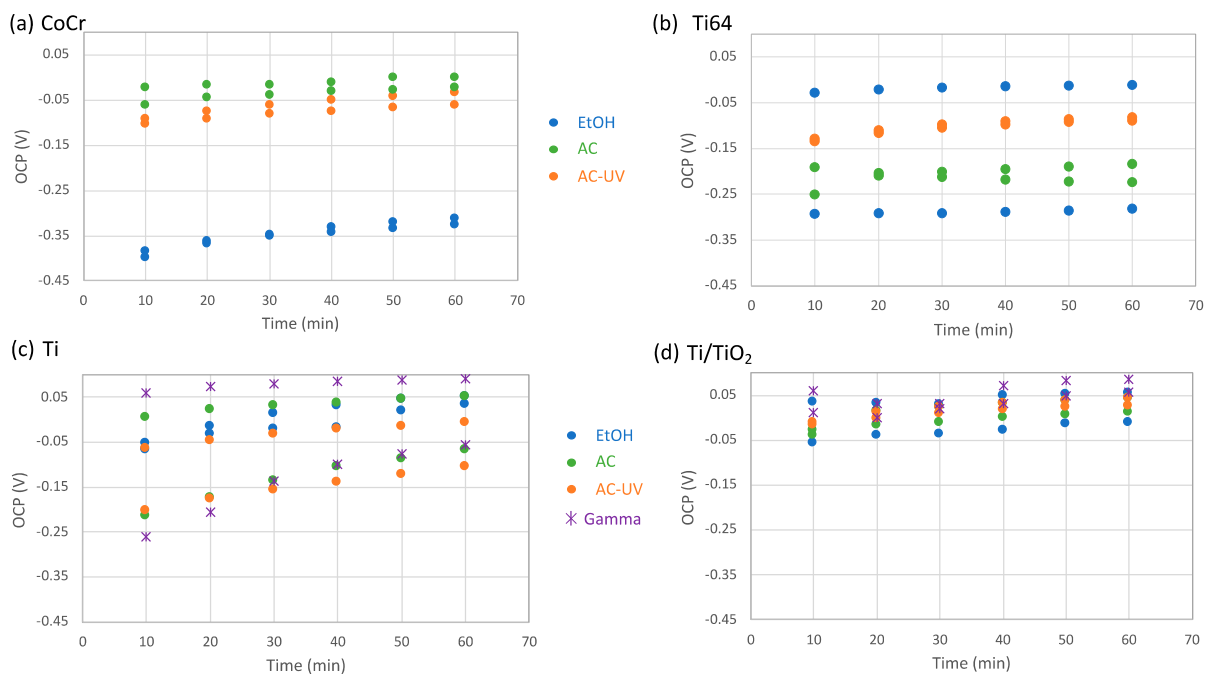 (a) CoCr
0.05
-0.05
-0.15
-0.25
-0.35
-0.45
OCP (V)
0 10 20 30 40 50 60 70
Time (min)
EtOH
AC
AC-UV
(b) Ti64
0.05
-0.05
-0.15
-0.25
-0.35
-0.45
OCP (V)
0 10 20 30 40 50 60 70
Time (min)
(c) Ti
0.05
-0.05
-0.15
-0.25
-0.35
-0.45
OCP (V)
0 10 20 30 40 50 60 70
Time (min)
EtOH
AC
AC-UV
Gamma
(d) Ti/TiO₂
0.05
-0.05
-0.15
-0.25
-0.35
-0.45
OCP (V)
0 10 20 30 40 50 60 70
Time (min)